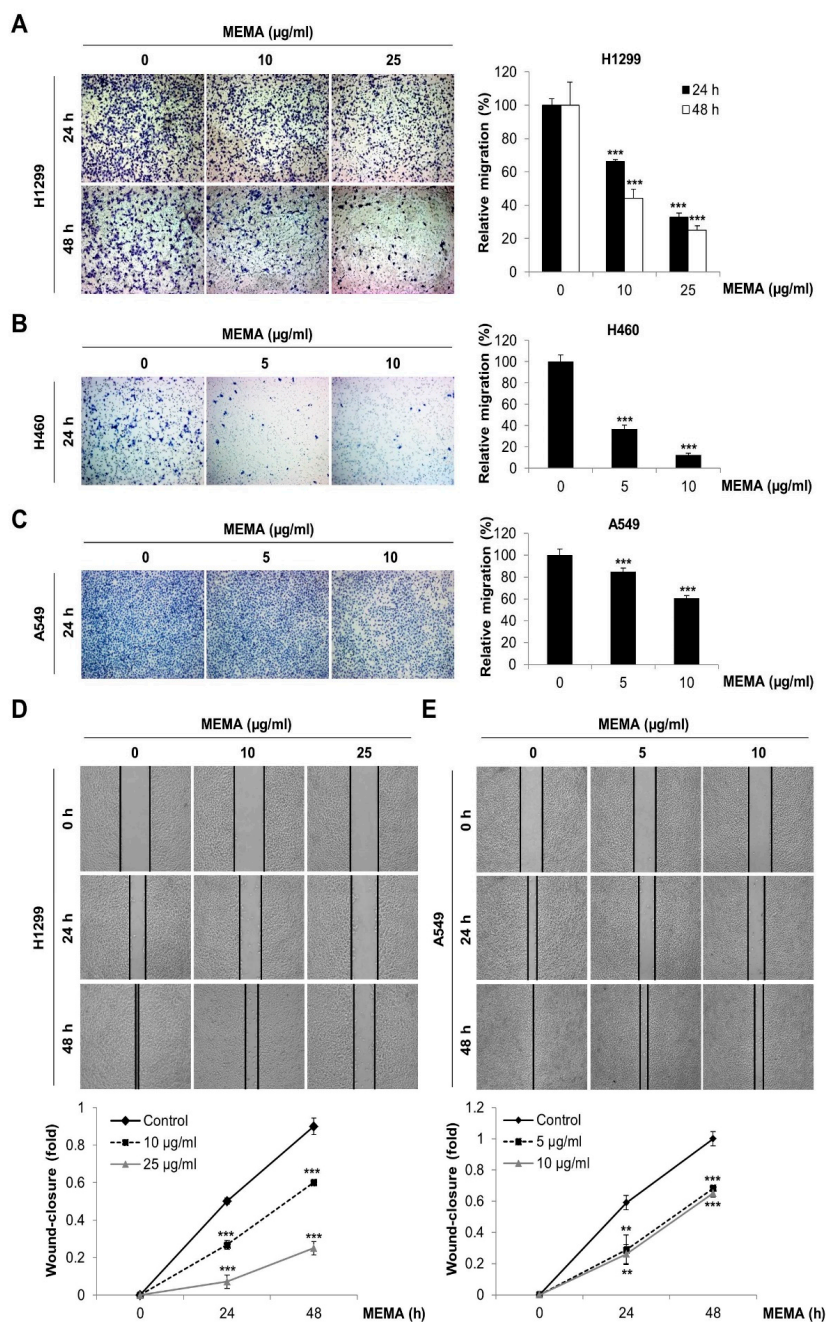 A
MEMA (µg/ml)
0 10 25
H1299
24 h
48 h
H1299
Relative migration (%)
120
100
80
60
40
20
0
24 h
48 h
***
***
***
***
0 10 25 MEMA (µg/ml)
B
MEMA (µg/ml)
0 5 10
H460
24 h
H460
Relative migration (%)
120
100
80
60
40
20
0
***
***
0 5 10 MEMA (µg/ml)
C
MEMA (µg/ml)
0 5 10
A549
24 h
A549
Relative migration (%)
120
100
80
60
40
20
0
***
***
0 5 10 MEMA (µg/ml)
D
MEMA (µg/ml)
0 10 25
H1299
0 h
24 h
48 h
Wound-closure (fold)
1
0.8
0.6
0.4
0.2
0
Control
10 µg/ml
25 µg/ml
***
***
***
***
0 24 48 MEMA (h)
E
MEMA (µg/ml)
0 5 10
A549
0 h
24 h
48 h
Wound-closure (fold)
1.2
1
0.8
0.6
0.4
0.2
0
Control
5 µg/ml
10 µg/ml
**
**
***
***
0 24 48 MEMA (h)